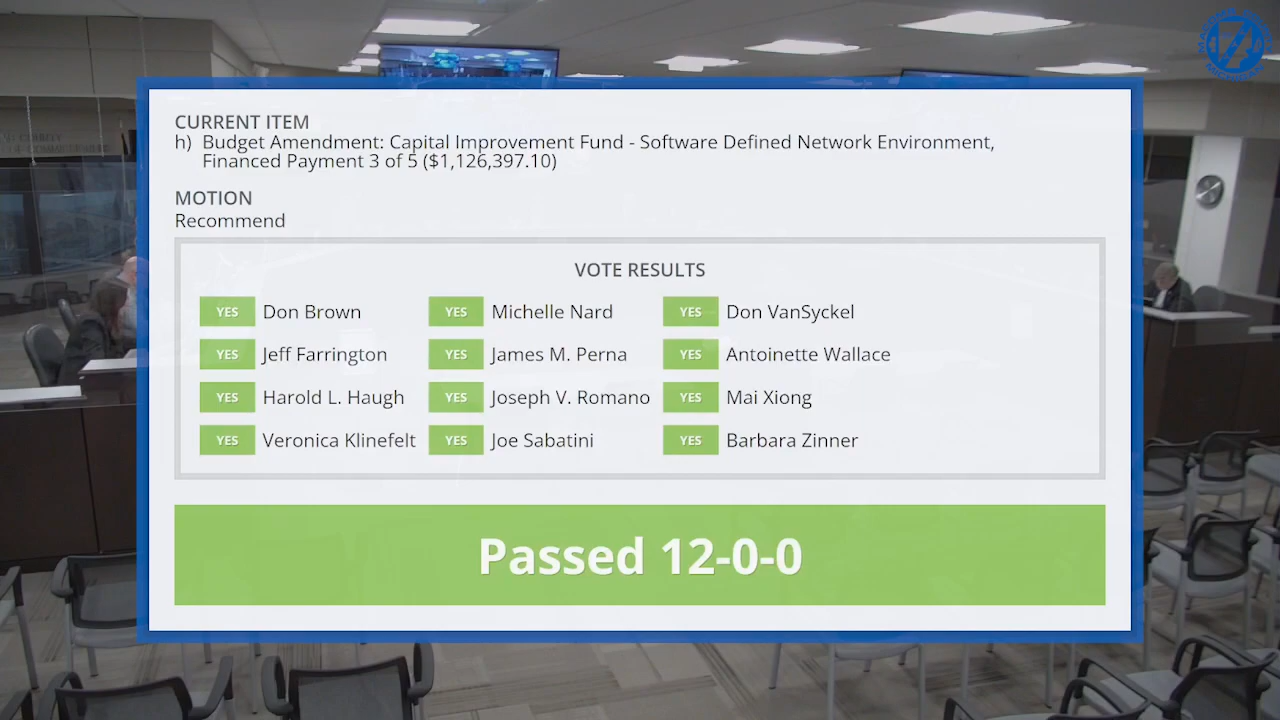 CURRENT ITEM
h) Budget Amendment: Capital Improvement Fund - Software Defined Network Environment,
Financed Payment 3 of 5 ($1,126,397.10)
MOTION
Recommend
VOTE RESULTS
YES Don Brown YES Michelle Nard YES Don VanSyckel
YES Jeff Farrington YES James M. Perna YES Antoinette Wallace
YES Harold L. Haugh YES Joseph V. Romano YES Mai Xiong
YES Veronica Klinefelt YES Joe Sabatini YES Barbara Zinner
Passed 12-0-0